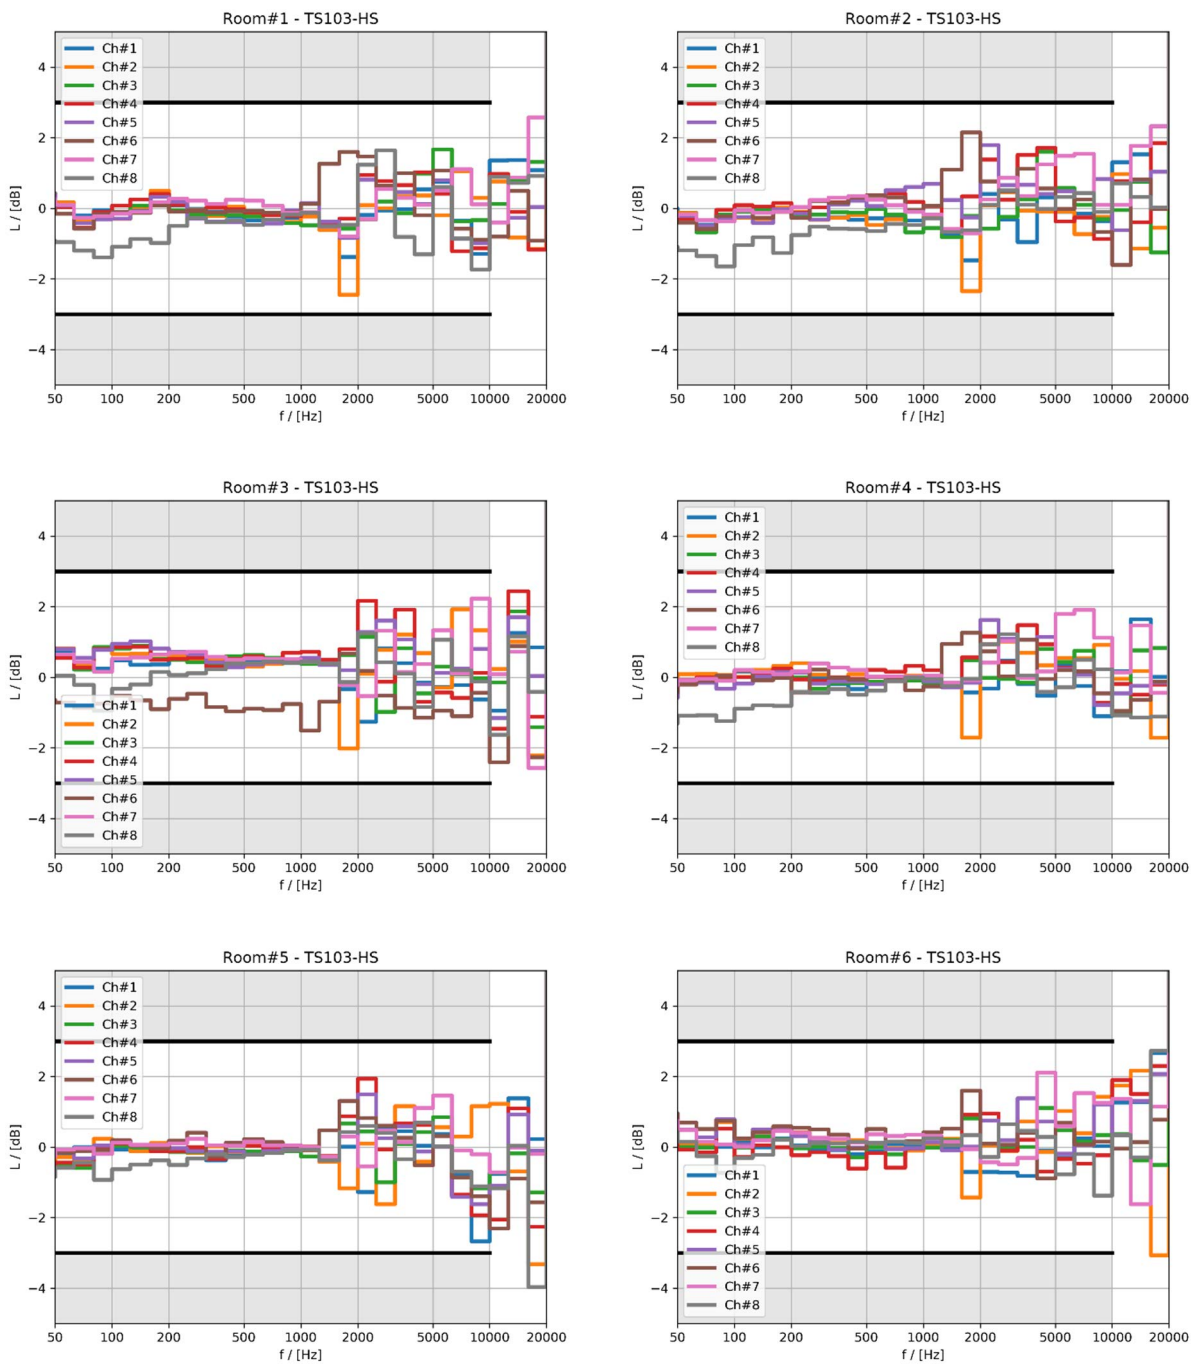 Room#1 - TS103-HS
L / [dB]
4
2
0
−2
−4
Ch#1
Ch#2
Ch#3
Ch#4
Ch#5
Ch#6
Ch#7
Ch#8
50 100 200 500 1000 2000 5000 10000 20000
f / [Hz]
Room#2 - TS103-HS
L / [dB]
4
2
0
−2
−4
Ch#1
Ch#2
Ch#3
Ch#4
Ch#5
Ch#6
Ch#7
Ch#8
50 100 200 500 1000 2000 5000 10000 20000
f / [Hz]
Room#3 - TS103-HS
L / [dB]
4
2
0
−2
−4
Ch#1
Ch#2
Ch#3
Ch#4
Ch#5
Ch#6
Ch#7
Ch#8
50 100 200 500 1000 2000 5000 10000 20000
f / [Hz]
Room#4 - TS103-HS
L / [dB]
4
2
0
−2
−4
Ch#1
Ch#2
Ch#3
Ch#4
Ch#5
Ch#6
Ch#7
Ch#8
50 100 200 500 1000 2000 5000 10000 20000
f / [Hz]
Room#5 - TS103-HS
L / [dB]
4
2
0
−2
−4
Ch#1
Ch#2
Ch#3
Ch#4
Ch#5
Ch#6
Ch#7
Ch#8
50 100 200 500 1000 2000 5000 10000 20000
f / [Hz]
Room#6 - TS103-HS
L / [dB]
4
2
0
−2
−4
Ch#1
Ch#2
Ch#3
Ch#4
Ch#5
Ch#6
Ch#7
Ch#8
50 100 200 500 1000 2000 5000 10000 20000
f / [Hz]